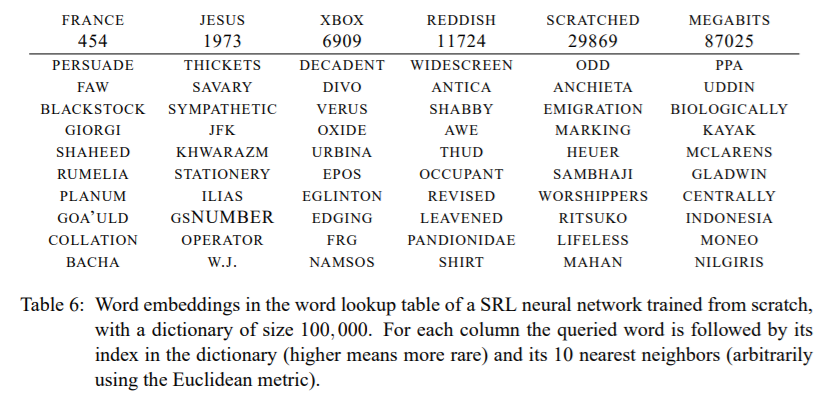 FRANCE JESUS XBOX REDDISH SCRATCHED MEGABITS
454 1973 6909 11724 29869 87025
PERSUADE THICKETS DECADENT WIDESCREEN ODD PPA
FAW SAVARY DIVO ANTICA ANCHIETA UDDIN
BLACKSTOCK SYMPATHETIC VERUS SHABBY EMIGRATION BIOLOGICALLY
GIORGI JFK OXIDE AWE MARKING KAYAK
SHAHEED KHWARAZM URBINA THUD HEUER MCLARENS
RUMELIA STATIONERY EPOS OCCUPANT SAMBHAJI GLADWIN
PLANUM ILIAS EGLINTON REVISED WORSHIPPERS CENTRALLY
GOA'ULD GSNUMBER EDGING LEAVENED RITSUKO INDONESIA
COLLATION OPERATOR FRG PANDIONIDAE LIFELESS MONEO
BACHA W.J. NAMSOS SHIRT MAHAN NILGIRIS
Table 6: Word embeddings in the word lookup table of a SRL neural network trained from scratch,
with a dictionary of size 100,000. For each column the queried word is followed by its
index in the dictionary (higher means more rare) and its 10 nearest neighbors (arbitrarily
using the Euclidean metric).